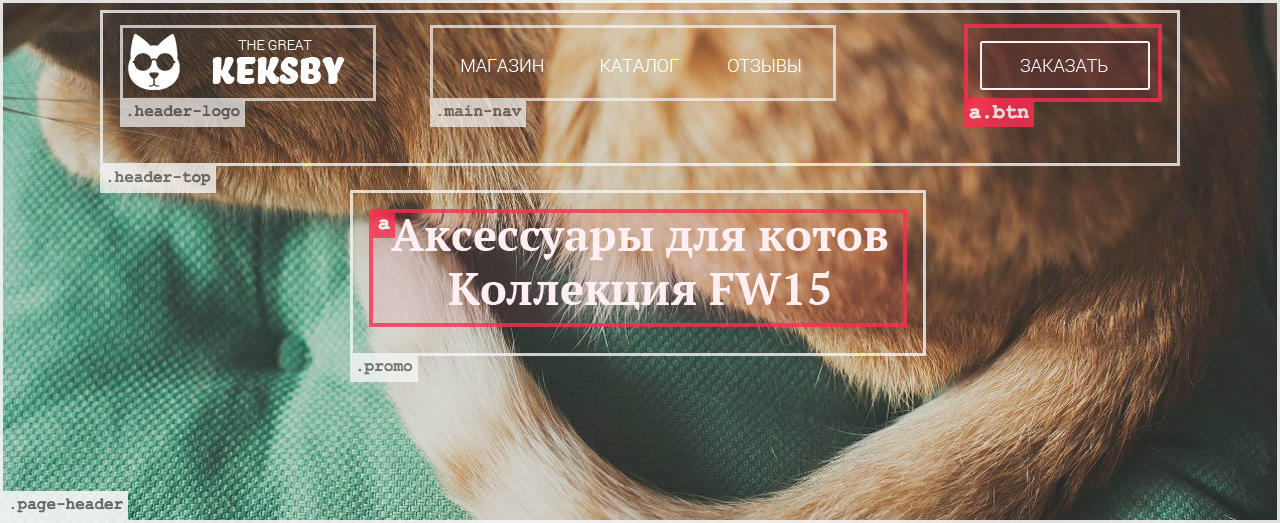 THE GREAT
KEKSBY
МАГАЗИН КАТАЛОГ ОТЗЫВЫ
ЗАКАЗАТЬ
.header-logo
.main-nav
a.btn
.header-top
a
Аксессуары для котов
Коллекция FW15
.promo
.page-header